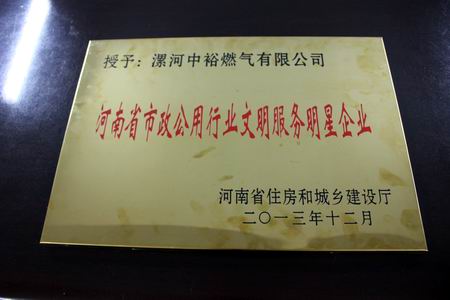 授予：漯河中裕燃气有限公司
河南省市政公用行业文明服务明星企业
河南省住房和城乡建设厅
二〇一三年十二月